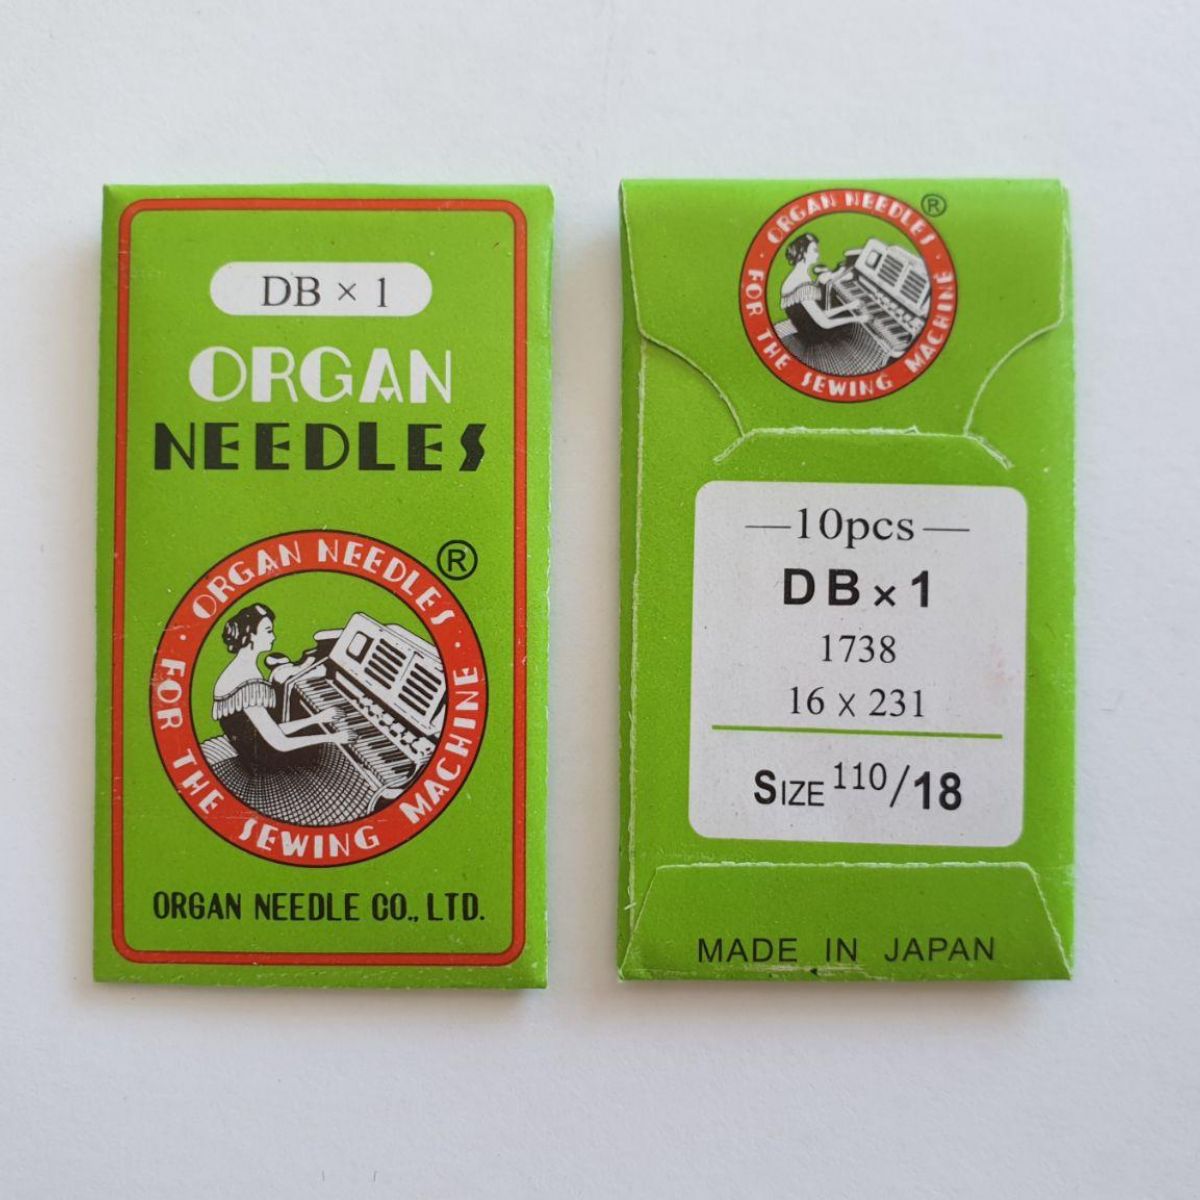 DB × 1
ORGAN
NEEDLES
ORGAN NEEDLES ®
· FOR THE SEWING MACHINE ·
ORGAN NEEDLE CO., LTD.
ORGAN NEEDLES ®
· FOR THE SEWING MACHINE ·
—10pcs—
DB × 1
1738
16 x 231
SIZE 110/18
MADE IN JAPAN